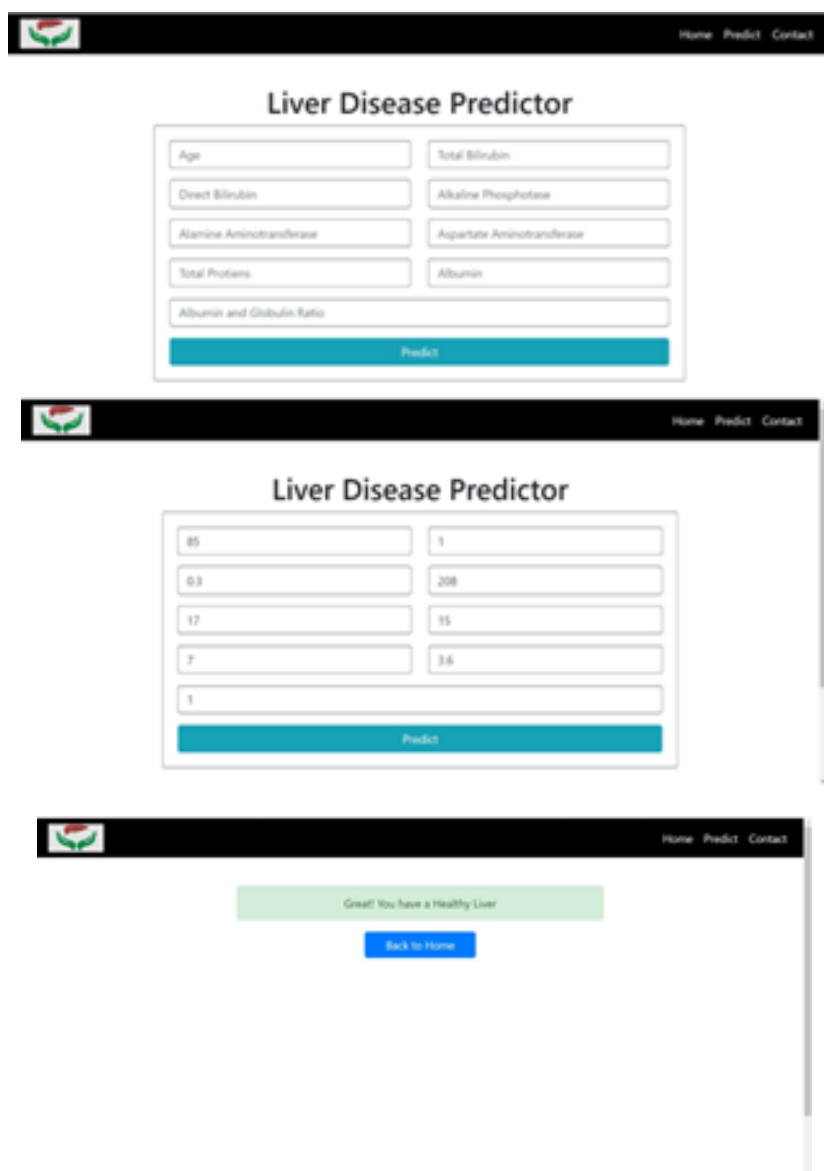 Home Predict Contact
Liver Disease Predictor
Age Total Bilirubin
Direct Bilirubin Alkaline Phosphotase
Alamine Aminotransferase Aspartate Aminotransferase
Total Protiens Albumin
Albumin and Globulin Ratio
Predict
Home Predict Contact
Liver Disease Predictor
85 1
0.3 208
17 15
7 3.6
1
Predict
Home Predict Contact
Great! You have a Healthy Liver
Back to Home